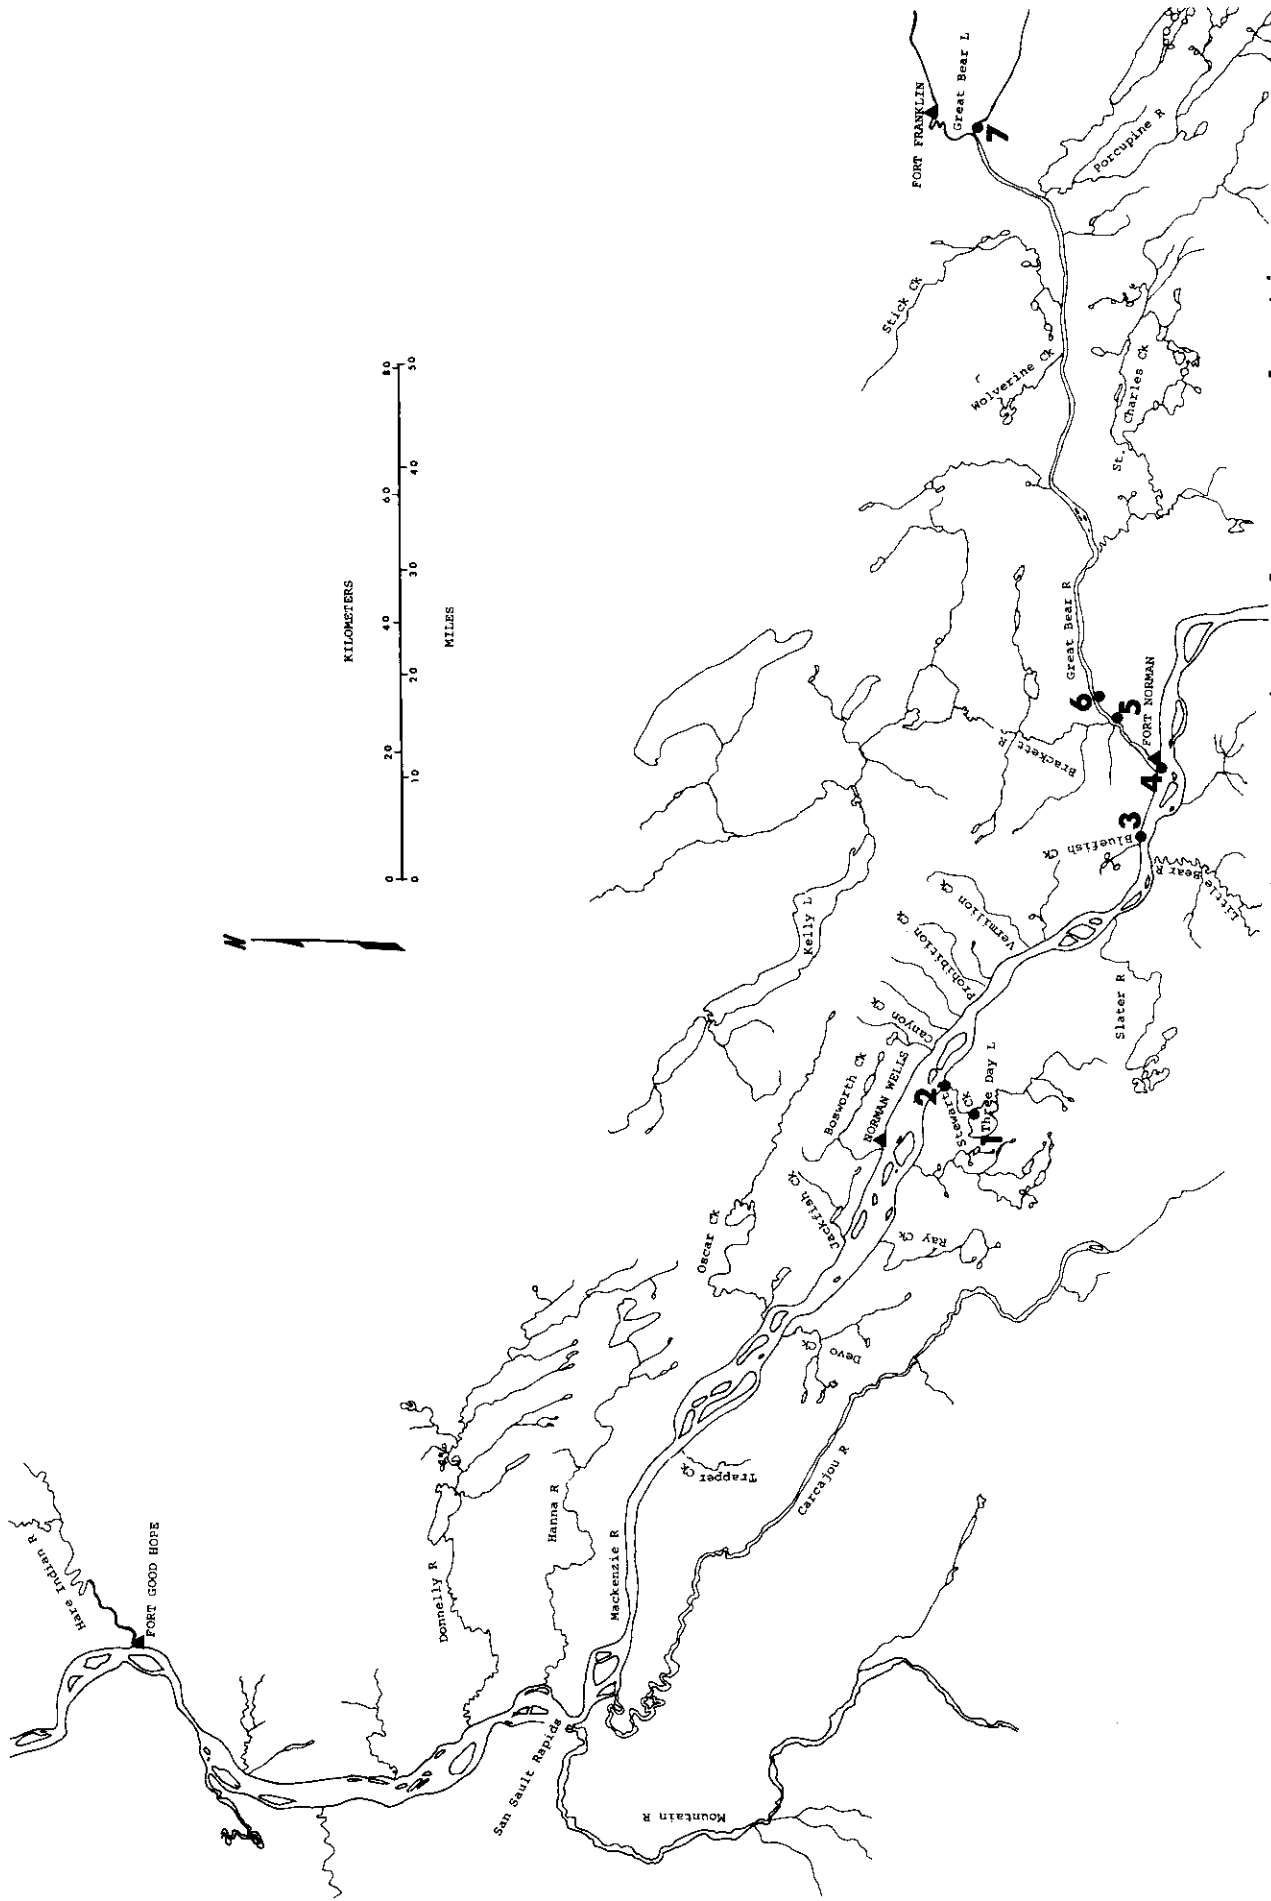 N
KILOMETERS
0 20 20 40 60 80
0 10 30 40 50
MILES
FORT GOOD HOPE
Hare Indian R
Donnelly R
Hanna R
Mackenzie R
San Sault Rapids
Mountain R
Carcajou R
Trapper Ck
Devo Ck
Oscar Ck
Ray Ck
Jackfish Ck
Bosworth Ck
NORMAN WELLS
Canyon Ck
Prohibition Ck
Vermilion Ck
Kelly L
Stewart Ck
1
Three Day L
2
Slater R
Little Bear R
Bluefish Ck
3
4
FORT NORMAN
5
6
Brackett R
Great Bear R
St. Charles Ck
Wolverine Ck
Stick Ck
Porcupine R
7
Great Bear L
FORT FRANKLIN